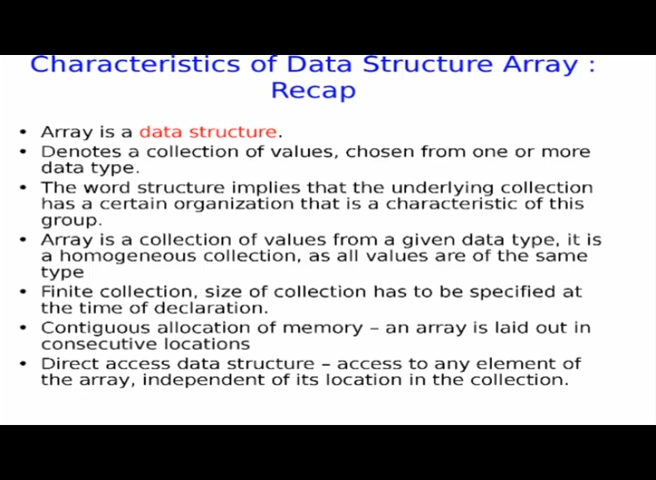 Characteristics of Data Structure Array :
Recap
• Array is a data structure.
• Denotes a collection of values, chosen from one or more
data type.
• The word structure implies that the underlying collection
has a certain organization that is a characteristic of this
group.
• Array is a collection of values from a given data type, it is
a homogeneous collection, as all values are of the same
type
• Finite collection, size of collection has to be specified at
the time of declaration.
• Contiguous allocation of memory – an array is laid out in
consecutive locations
• Direct access data structure – access to any element of
the array, independent of its location in the collection.